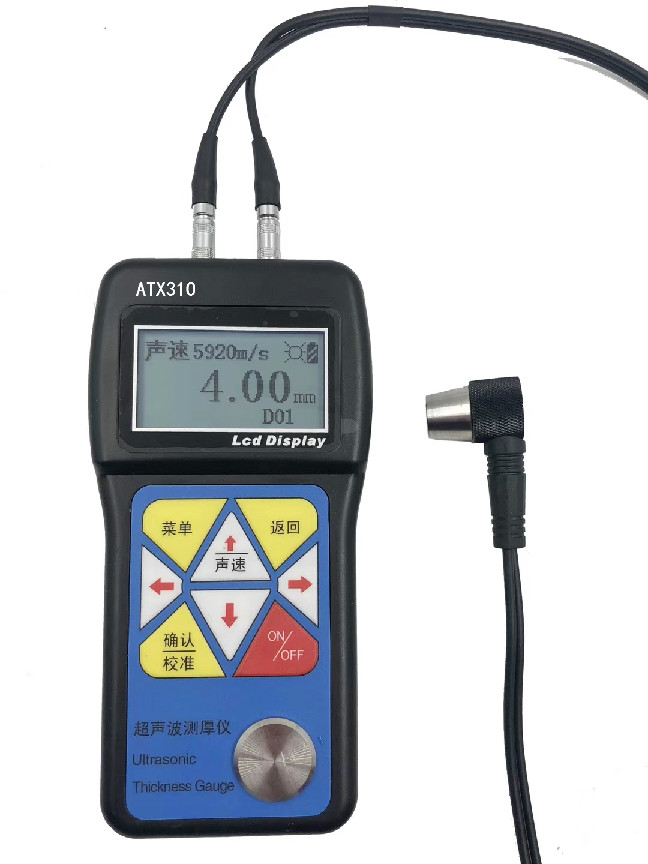 ATX310
声速5920m/s
4.00mm
D01
Lcd Display
菜单
返回
声速
确认
校准
ON/OFF
超声波测厚仪
Ultrasonic
Thickness Gauge